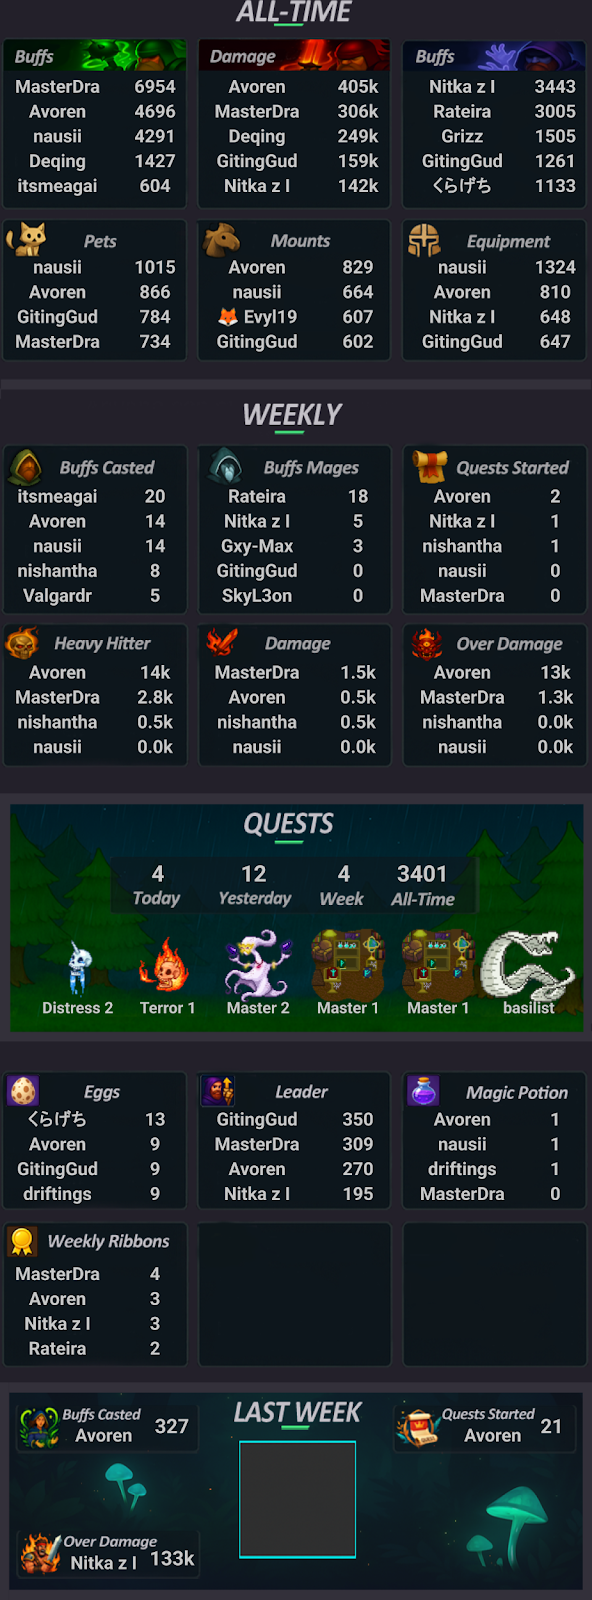 ALL-TIME
Buffs Damage Buffs
MasterDra 6954 Avoren 405k Nitka z I 3443
Avoren 4696 MasterDra 306k Rateira 3005
nausii 4291 Deqing 249k Grizz 1505
Deqing 1427 GitingGud 159k GitingGud 1261
itsmeagai 604 Nitka z I 142k くらげち 1133
Pets Mounts Equipment
nausii 1015 Avoren 829 nausii 1324
Avoren 866 nausii 664 Avoren 810
GitingGud 784 🦊 Evyl19 607 Nitka z I 648
MasterDra 734 GitingGud 602 GitingGud 647
WEEKLY
Buffs Casted Buffs Mages Quests Started
itsmeagai 20 Rateira 18 Avoren 2
Avoren 14 Nitka z I 5 Nitka z I 1
nausii 14 Gxy-Max 3 nishantha 1
nishantha 8 GitingGud 0 nausii 0
Valgardr 5 SkyL3on 0 MasterDra 0
Heavy Hitter Damage Over Damage
Avoren 14k MasterDra 1.5k Avoren 13k
MasterDra 2.8k Avoren 0.5k MasterDra 1.3k
nishantha 0.5k nishantha 0.5k nishantha 0.0k
nausii 0.0k nausii 0.0k nausii 0.0k
QUESTS
4 12 4 3401
Today Yesterday Week All-Time
Distress 2 Terror 1 Master 2 Master 1 Master 1 basilist
Eggs Leader Magic Potion
くらげち 13 GitingGud 350 Avoren 1
Avoren 9 MasterDra 309 nausii 1
GitingGud 9 Avoren 270 driftings 1
driftings 9 Nitka z I 195 MasterDra 0
Weekly Ribbons
MasterDra 4
Avoren 3
Nitka z I 3
Rateira 2
LAST WEEK
Buffs Casted
Avoren 327
Quests Started
Avoren 21
Over Damage
Nitka z I 133k